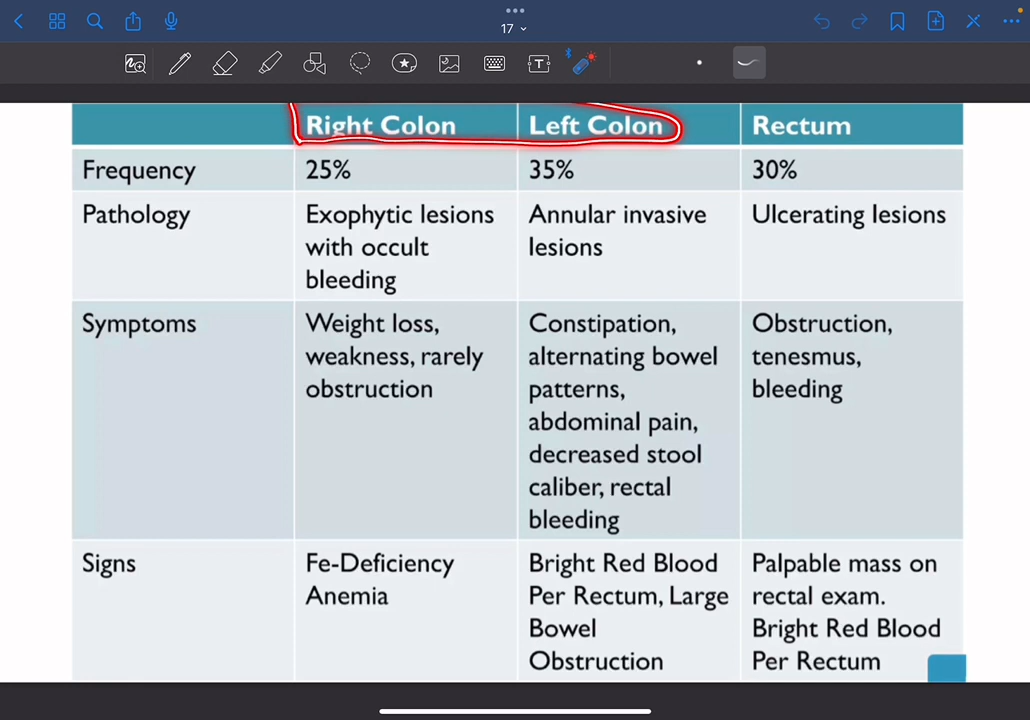 17
Right Colon Left Colon Rectum
Frequency 25% 35% 30%
Pathology Exophytic lesions Annular invasive Ulcerating lesions
with occult lesions
bleeding
Symptoms Weight loss, Constipation, Obstruction,
weakness, rarely alternating bowel tenesmus,
obstruction patterns, bleeding
abdominal pain,
decreased stool
caliber, rectal
bleeding
Signs Fe-Deficiency Bright Red Blood Palpable mass on
Anemia Per Rectum, Large rectal exam.
Bowel Bright Red Blood
Obstruction Per Rectum